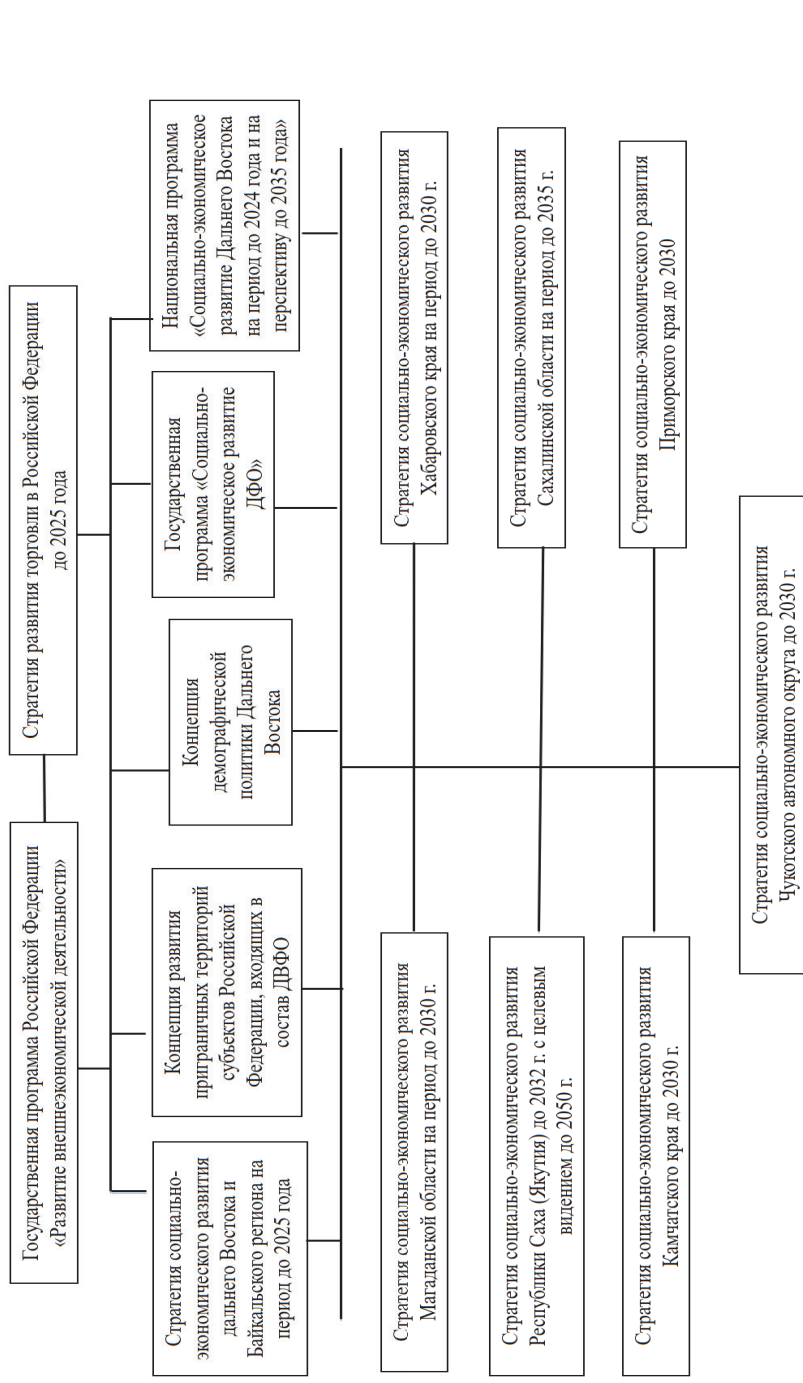 Государственная программа Российской Федерации
«Развитие внешнеэкономической деятельности»
Стратегия развития торговли в Российской Федерации
до 2025 года
Стратегия социально-
экономического развития
дальнего Востока и
Байкальского региона на
период до 2025 года
Концепция развития
приграничных территорий
субъектов Российской
Федерации, входящих в
состав ДВФО
Концепция
демографической
политики Дальнего
Востока
Государственная
программа «Социально-
экономическое развитие
ДФО»
Национальная программа
«Социально-экономическое
развитие Дальнего Востока
на период до 2024 года и на
перспективу до 2035 года»
Стратегия социально-экономического развития
Магаданской области на период до 2030 г.
Стратегия социально-экономического развития
Хабаровского края на период до 2030 г.
Стратегия социально-экономического развития
Республики Саха (Якутия) до 2032 г. с целевым
видением до 2050 г.
Стратегия социально-экономического развития
Сахалинской области на период до 2035 г.
Стратегия социально-экономического развития
Камчатского края до 2030 г.
Стратегия социально-экономического развития
Приморского края до 2030
Стратегия социально-экономического развития
Чукотского автономного округа до 2030 г.